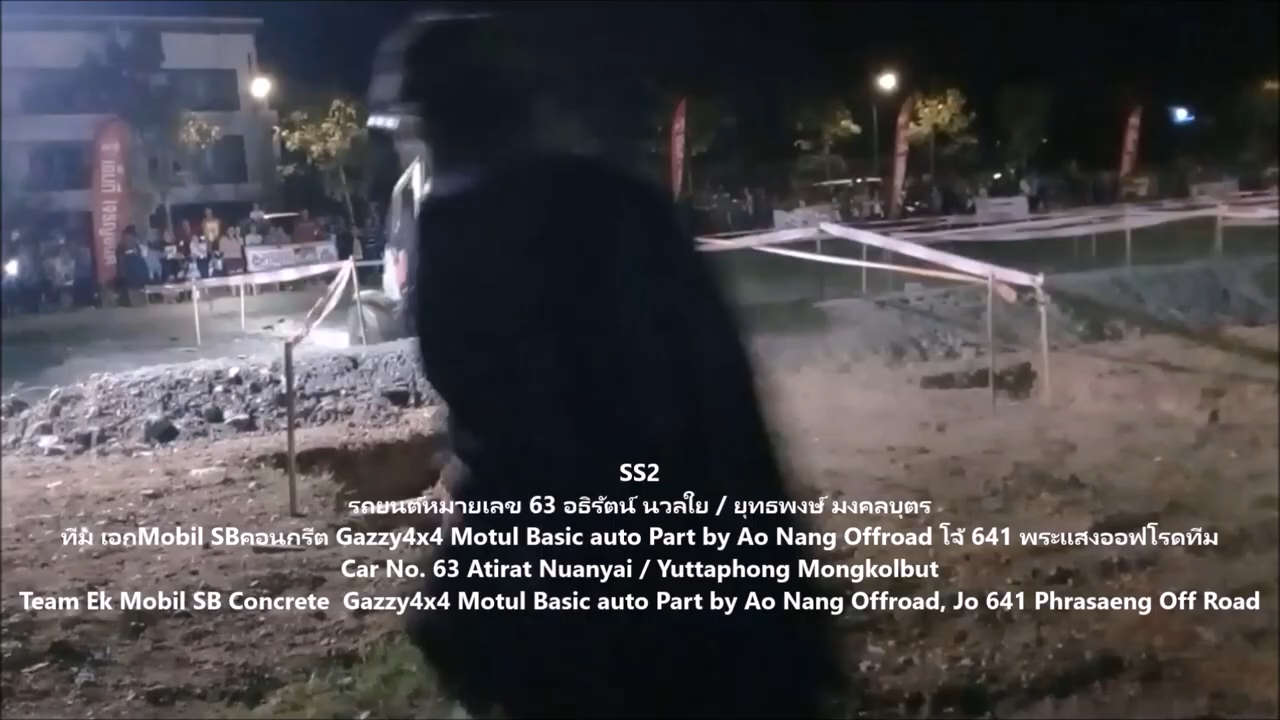 SS2
รถยนต์หมายเลข 63 อธิรัตน์ นวลใย / ยุทธพงษ์ มงคลบุตร
ทีม เอกMobil SBคอนกรีต Gazzy4x4 Motul Basic auto Part by Ao Nang Offroad โจ้ 641 พระแสงออฟโรดทีม
Car No. 63 Atirat Nuanyai / Yuttaphong Mongkolbut
Team Ek Mobil SB Concrete  Gazzy4x4 Motul Basic auto Part by Ao Nang Offroad, Jo 641 Phrasaeng Off Road